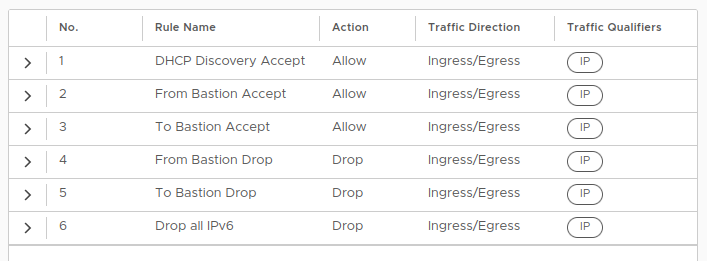 No. Rule Name Action Traffic Direction Traffic Qualifiers
1 DHCP Discovery Accept Allow Ingress/Egress IP
2 From Bastion Accept Allow Ingress/Egress IP
3 To Bastion Accept Allow Ingress/Egress IP
4 From Bastion Drop Drop Ingress/Egress IP
5 To Bastion Drop Drop Ingress/Egress IP
6 Drop all IPv6 Drop Ingress/Egress IP